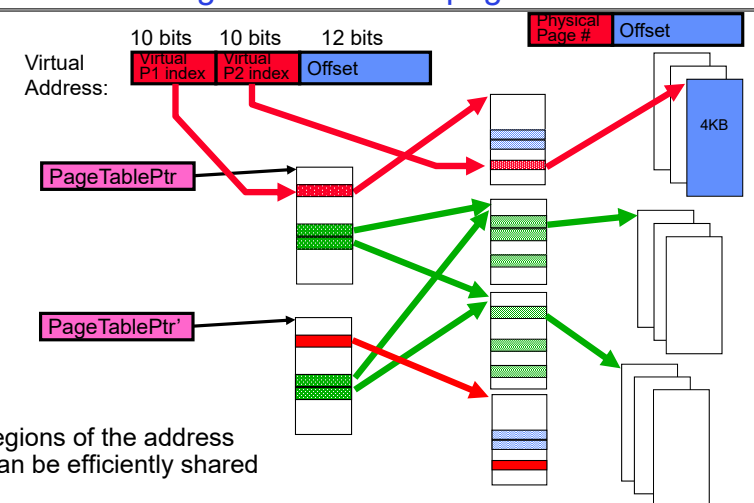 Physical
Page #
Offset
10 bits
10 bits
12 bits
Virtual
Address:
Virtual
P1 index
Virtual
P2 index
Offset
4KB
PageTablePtr
PageTablePtr'
egions of the address
an be efficiently shared